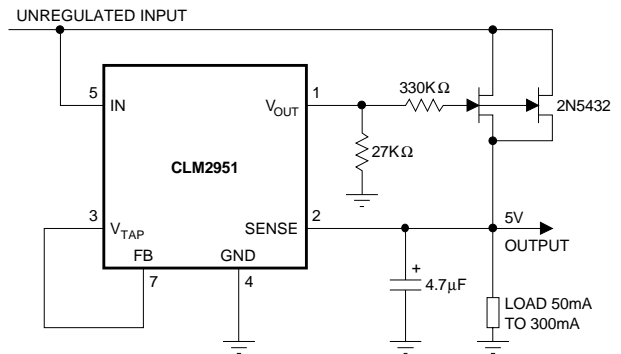 UNREGULATED INPUT
330KΩ
5
1
IN
VOUT
2N5432
27KΩ
CLM2951
3
2
5V
VTAP
SENSE
OUTPUT
FB
GND
+
4.7µF
7
4
LOAD 50mA
TO 300mA